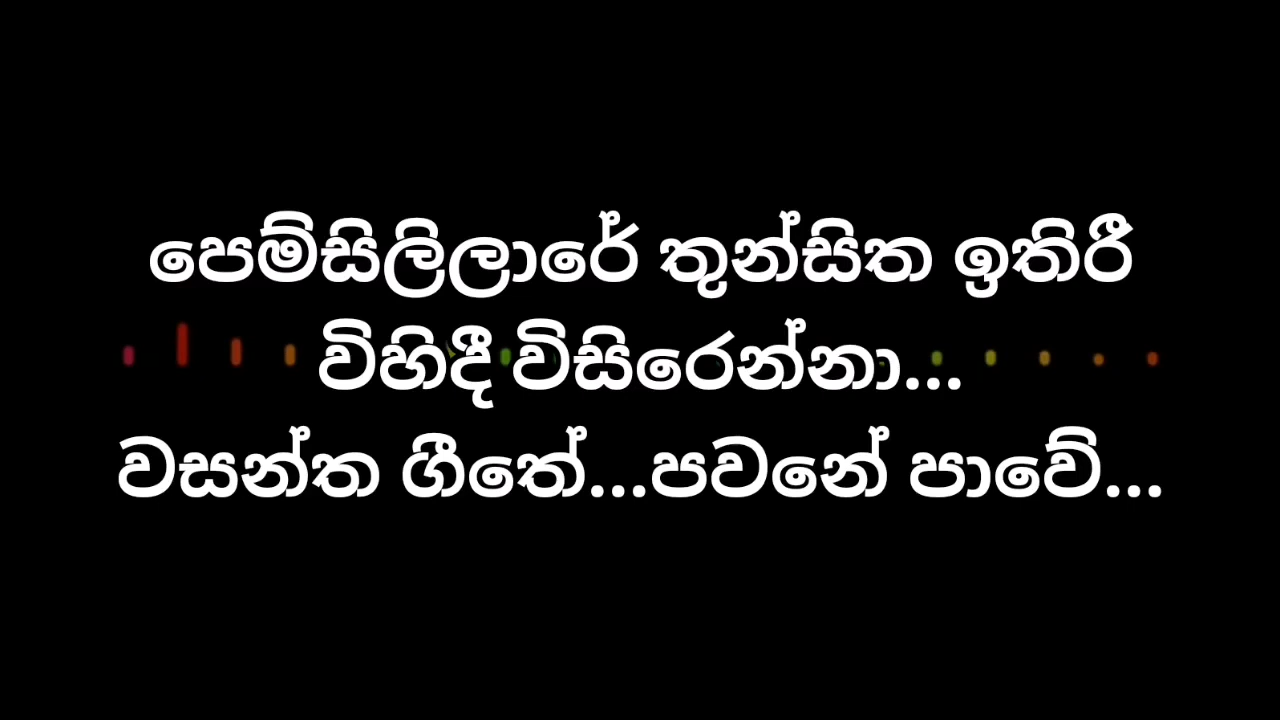 පෙම්සිලිලාරේ තුන්සිත ඉතිරී
විහිදී විසිරෙන්නා...
වසන්ත ගීතේ...පවනේ පාවේ...